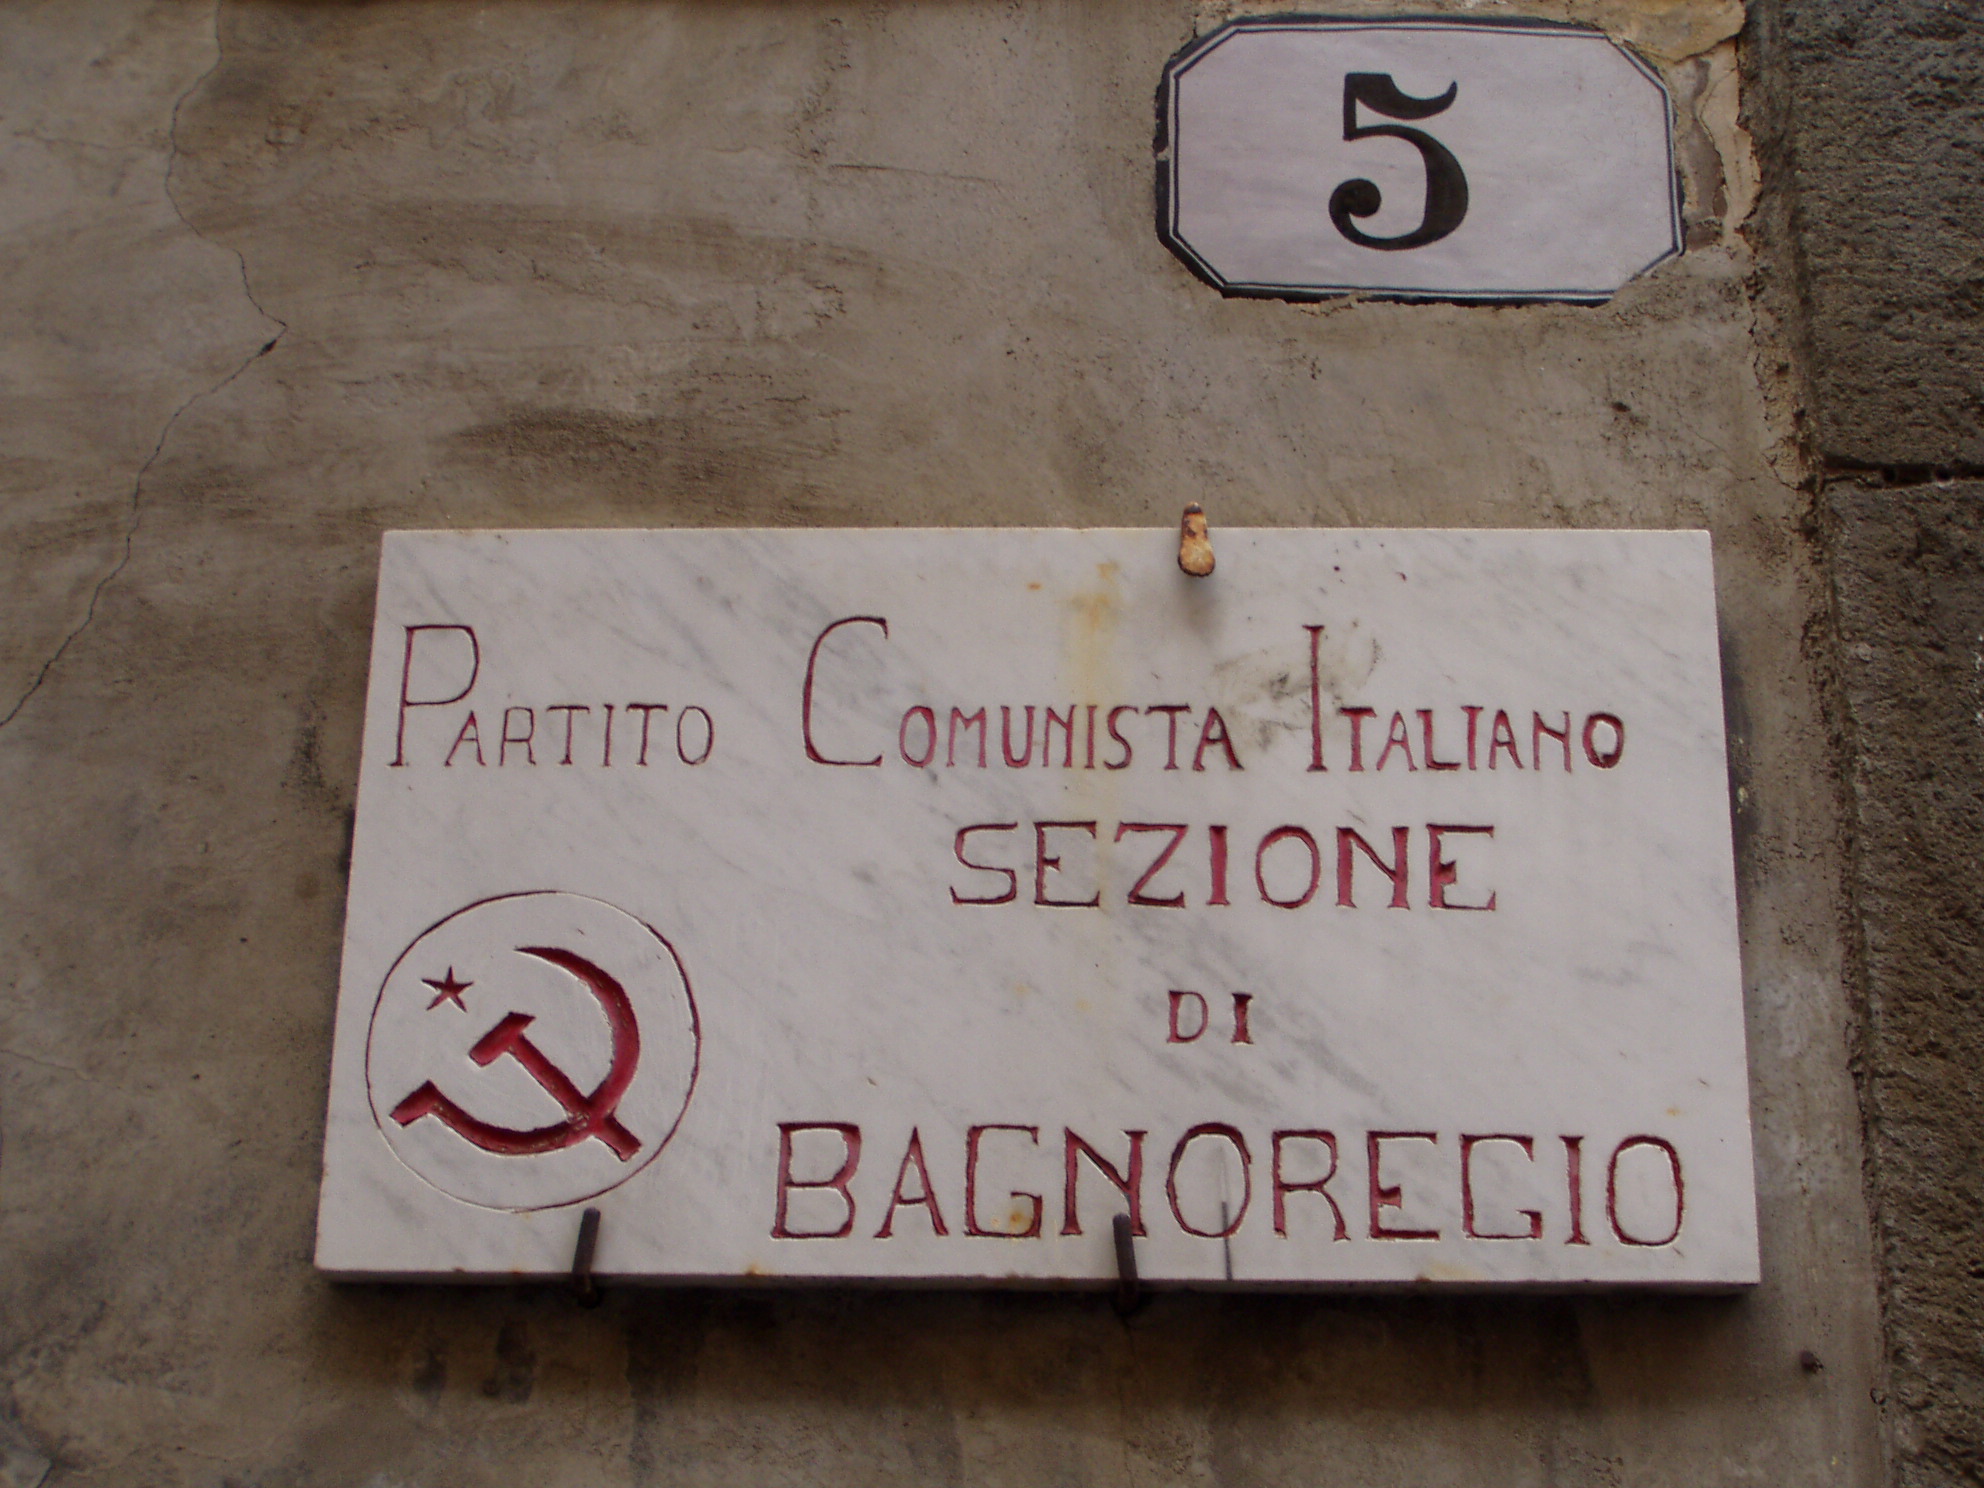 5
Partito Comunista Italiano
SEZIONE
DI
BAGNOREGIO